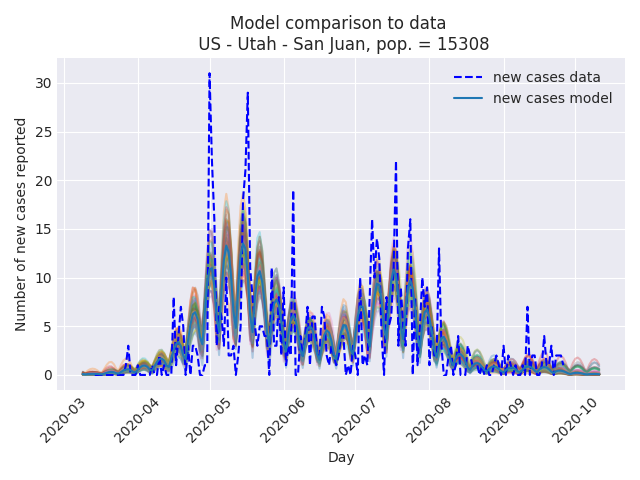 Model comparison to data
US - Utah - San Juan, pop. = 15308
new cases data
new cases model
Number of new cases reported
30
25
20
15
10
5
0
2020-03
2020-04
2020-05
2020-06
2020-07
2020-08
2020-09
2020-10
Day